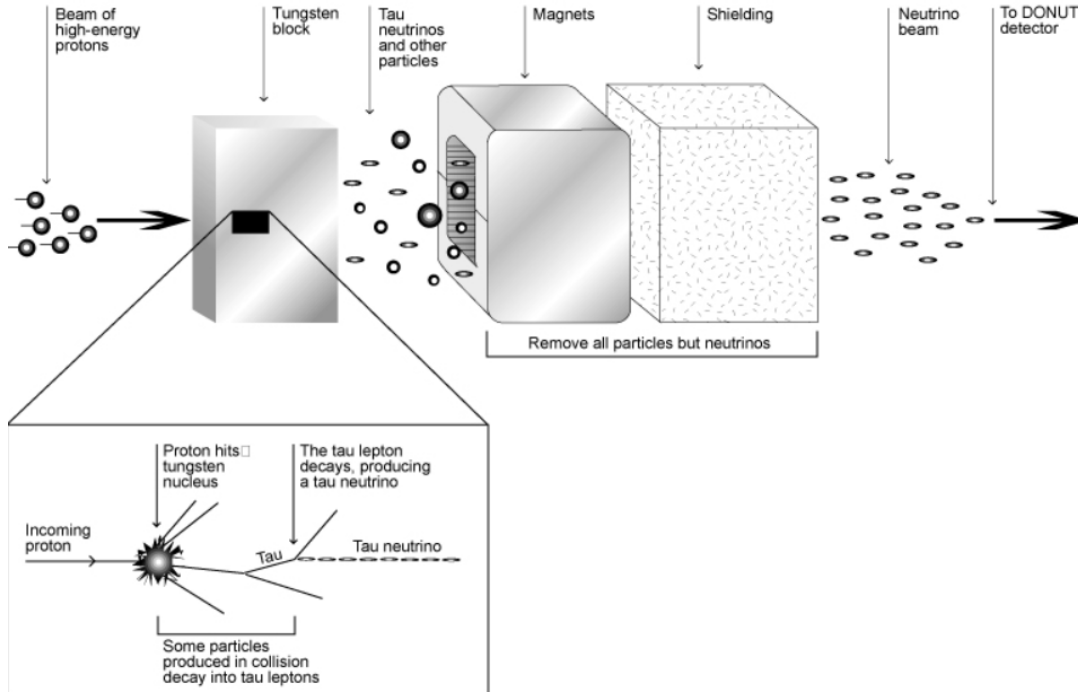 Beam of
high-energy
protons
Tungsten
block
Tau
neutrinos
and other
particles
Magnets
Shielding
Neutrino
beam
To DONUT
detector
Remove all particles but neutrinos
Proton hits□
tungsten
nucleus
The tau lepton
decays, producing
a tau neutrino
Incoming
proton
Tau
Tau neutrino
Some particles
produced in collision
decay into tau leptons